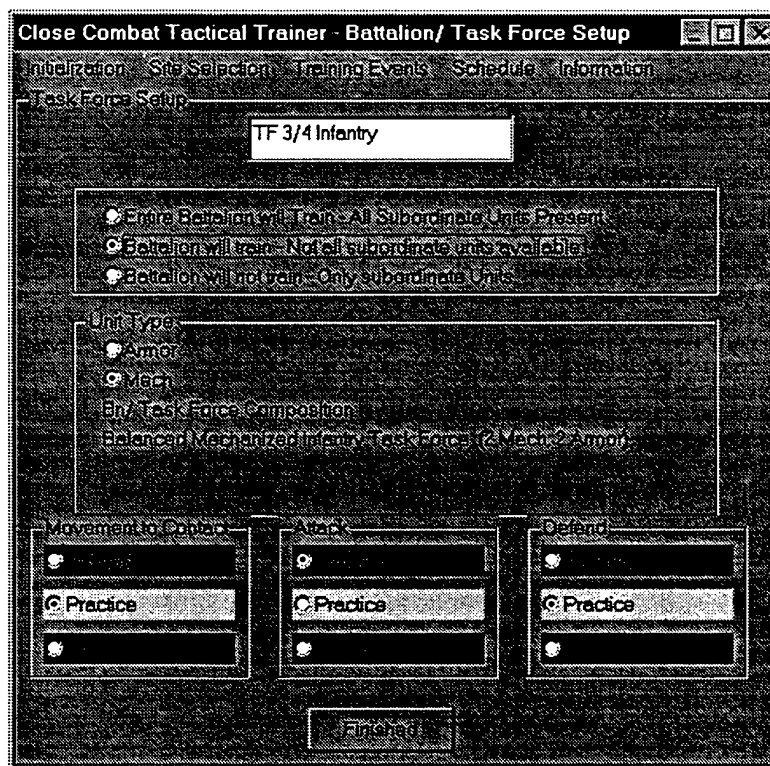 Close Combat Tactical Trainer - Battalion/ Task Force Setup
Initialization Site Selection Training Events Schedule Information
Task Force Setup
TF 3/4 Infantry
Entire Battalion will Train - All Subordinate Units Present
Battalion will train - Not all subordinate units available
Battalion will not train - Only subordinate Units
Unit Type
Armor
Mech
Bn/ Task Force Composition
Balanced Mechanized Infantry Task Force (2 Mech, 2 Armor)
Movement to Contact Attack Defend
Practice Practice Practice
Finished